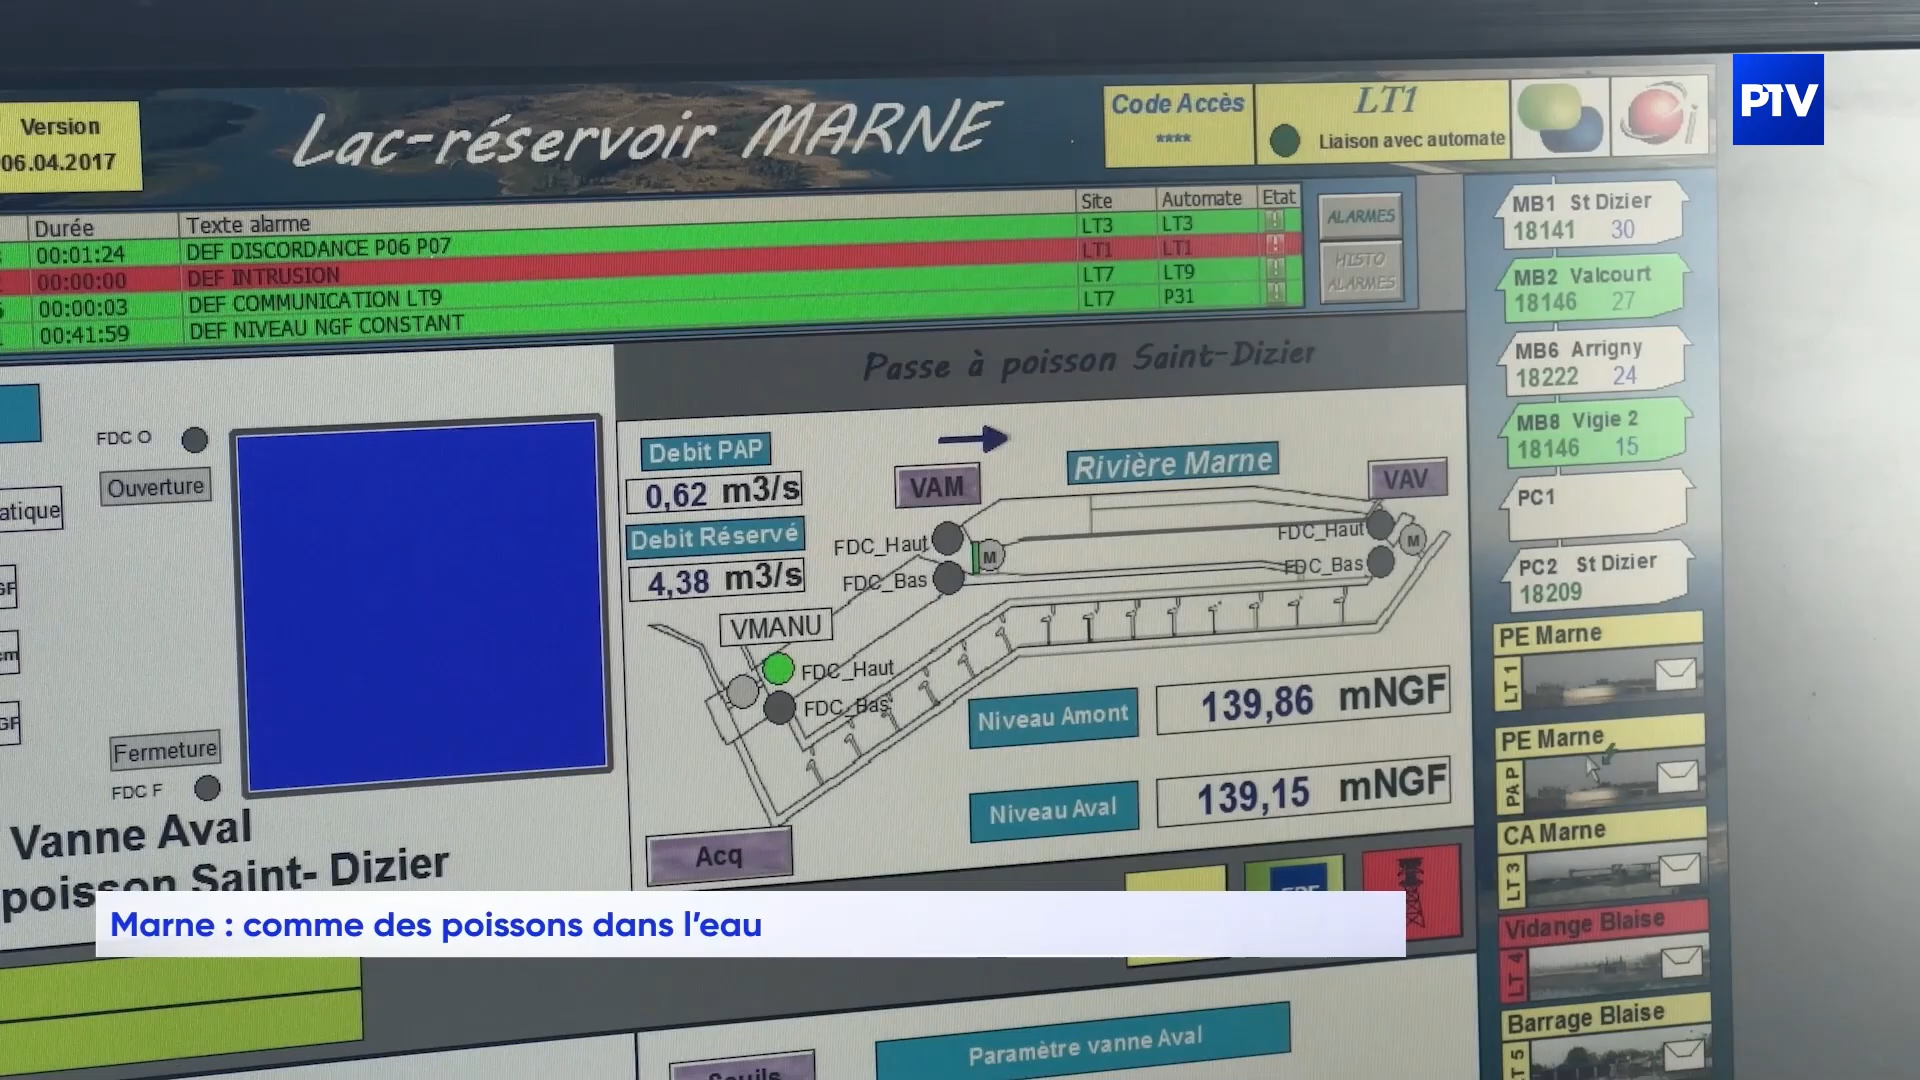 PTV
Version
06.04.2017
Lac-réservoir MARNE
Code Accès
****
LT1
Liaison avec automate
Durée
Texte alarme
Site
Automate
Etat
00:01:24
DEF DISCORDANCE P06 P07
LT3
LT3
00:00:00
DEF INTRUSION
LT1
LT1
00:00:03
DEF COMMUNICATION LT9
LT7
LT9
00:41:59
DEF NIVEAU NGF CONSTANT
LT7
P31
ALARMES
HISTO
ALARMES
MB1 St Dizier
18141 30
MB2 Valcourt
18146 27
MB6 Arrigny
18222 24
MB8 Vigie 2
18146 15
PC1
PC2 St Dizier
18209
PE Marne
LT 1
PE Marne
PAP
CA Marne
LT 3
Vidange Blaise
LT 4
Barrage Blaise
LT 5
Passe à poisson Saint-Dizier
FDC O
Ouverture
atique
Fermeture
FDC F
Vanne Aval
poisson Saint- Dizier
Debit PAP
0,62 m3/s
Debit Réservé
4,38 m3/s
VAM
Rivière Marne
VAV
FDC_Haut
M
FDC_Bas
FDC_Haut
M
FDC_Bas
VMANU
FDC_Haut
FDC_Bas
Niveau Amont
139,86 mNGF
Niveau Aval
139,15 mNGF
Acq
Marne : comme des poissons dans l’eau
Paramètre vanne Aval
Seuils